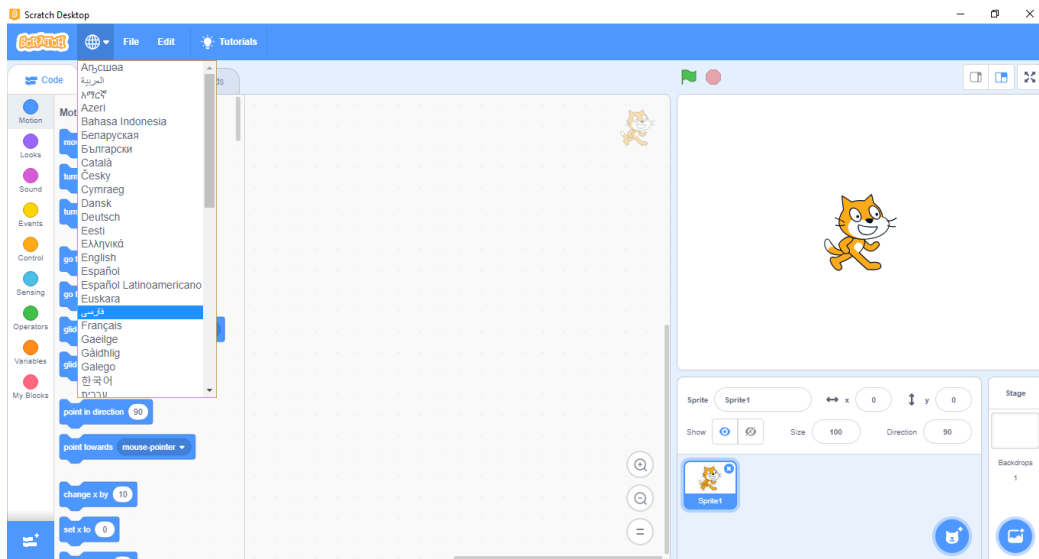 Scratch Desktop
SCRATCH File Edit Tutorials
Code
Motion
Looks
Sound
Events
Control
Sensing
Operators
Variables
My Blocks
Аҧсшәа
العربية
አማርኛ
Azeri
Bahasa Indonesia
Беларуская
Български
Català
Česky
Cymraeg
Dansk
Deutsch
Eesti
Ελληνικά
English
Español
Español Latinoamericano
Euskara
فارسی
Français
Gaeilge
Gàidhlig
Galego
한국어
עברית
point in direction 90
point towards mouse-pointer
change x by 10
set x to 0
Sprite Sprite1 x 0 y 0
Show Size 100 Direction 90
Sprite1
Stage
Backdrops
1